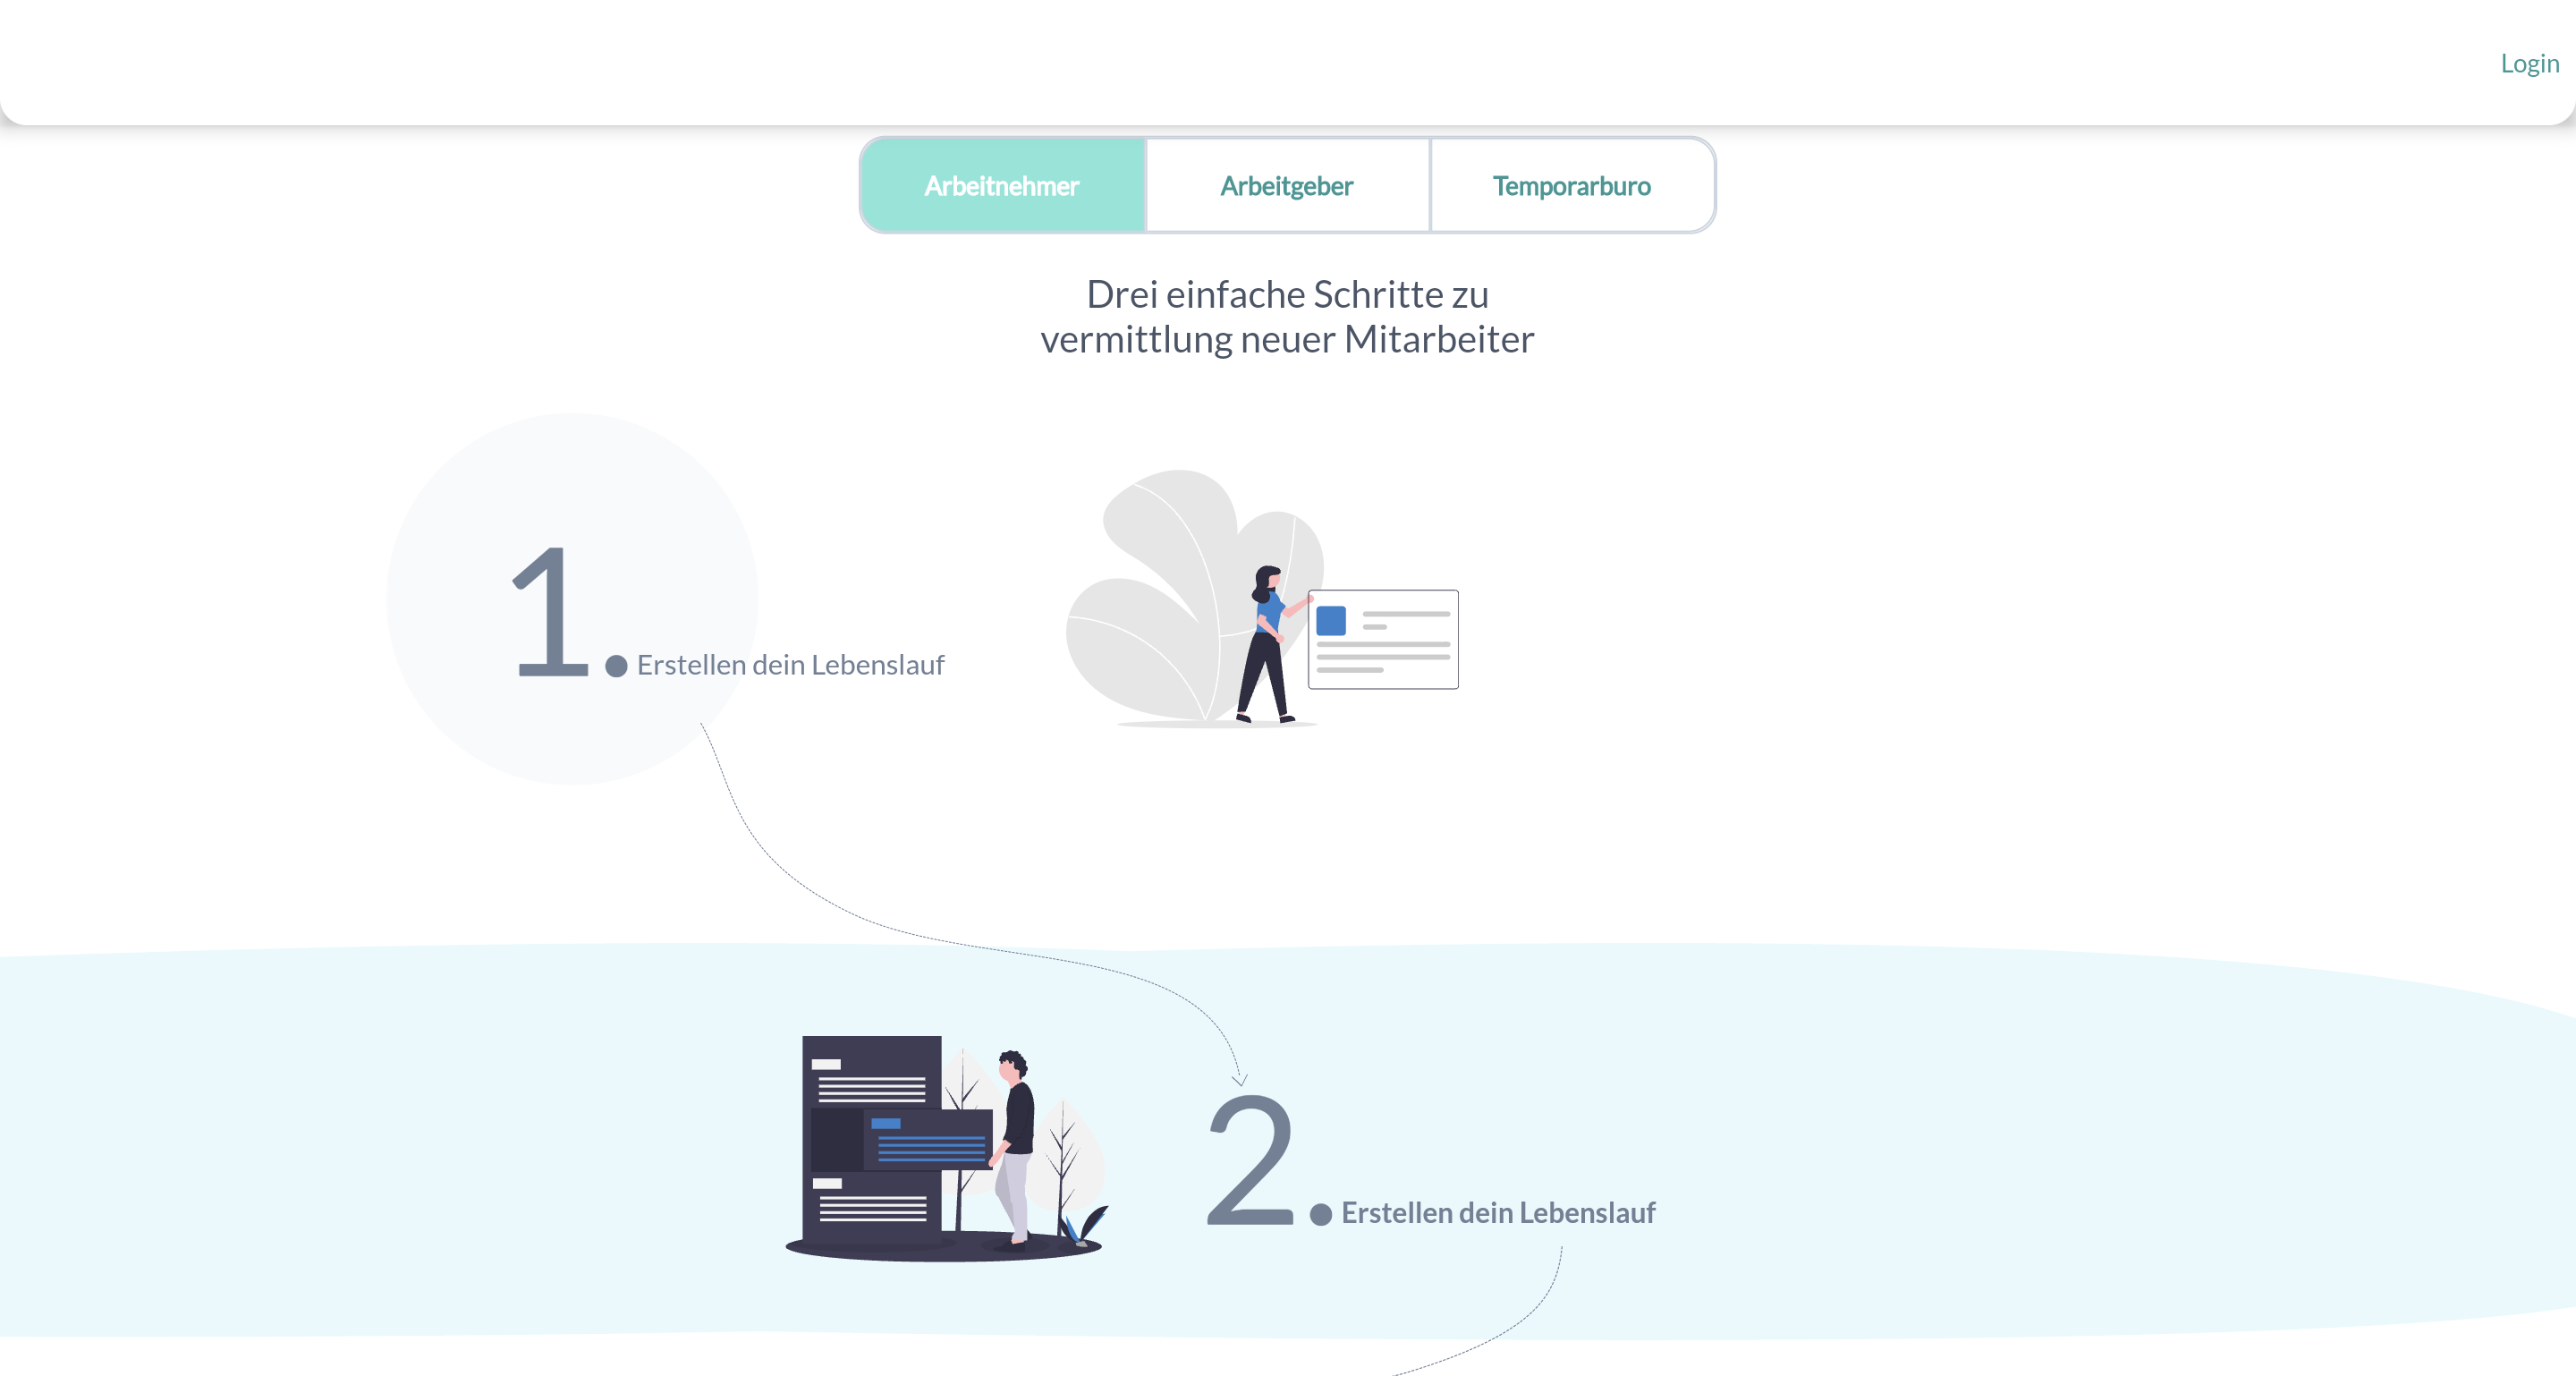 Login
Arbeitnehmer
Arbeitgeber
Temporarburo
Drei einfache Schritte zu
vermittlung neuer Mitarbeiter
1. Erstellen dein Lebenslauf
2. Erstellen dein Lebenslauf